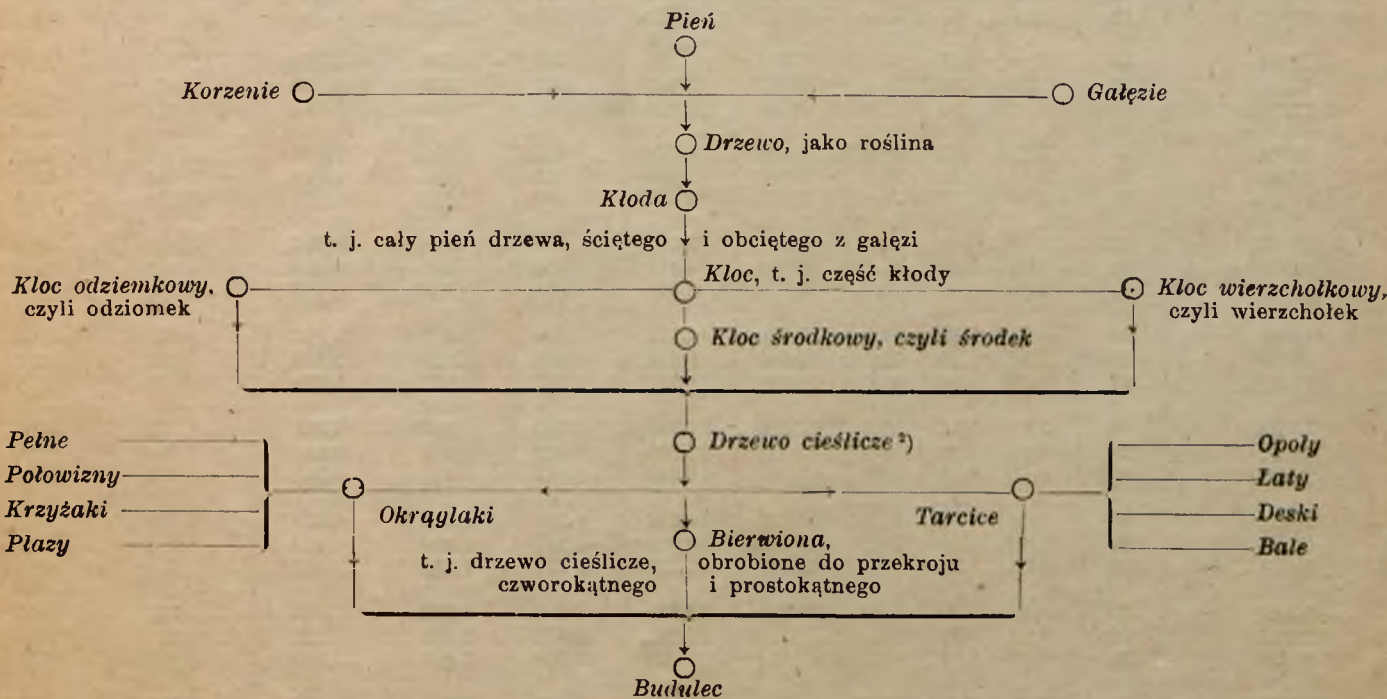 Pień
Korzenie
Gałęzie
Drzewo, jako roślina
Kłoda
t. j. cały pień drzewa, ściętego i obciętego z gałęzi
Kloc, t. j. część kłody
Kloc odziemkowy,
czyli odziomek
Kloc wierzchołkowy,
czyli wierzchołek
Kloc środkowy, czyli środek
Drzewo cieślicze ²)
Pełne
Połowizny
Krzyżaki
Płazy
Okrąglaki
Tarcice
Opoły
Łaty
Deski
Bale
Bierwiona,
t. j. drzewo cieślicze, obrobione do przekroju
czworokątnego i prostokątnego
Budulec